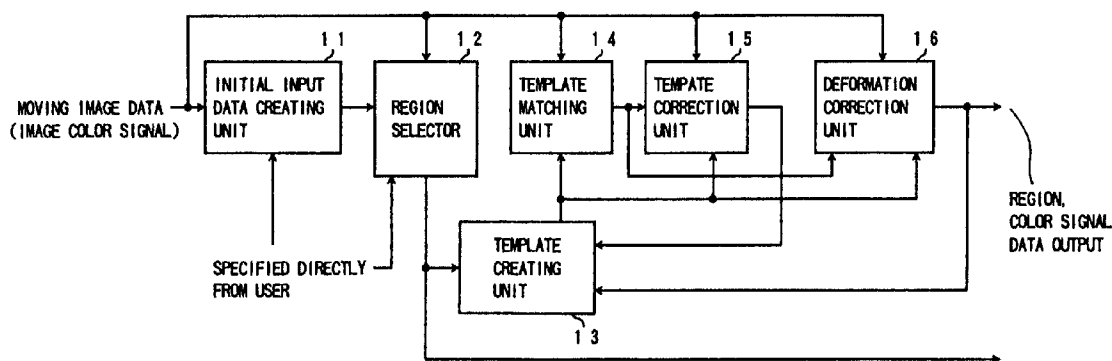 11
12
14
15
16
MOVING IMAGE DATA
(IMAGE COLOR SIGNAL)
INITIAL INPUT
DATA CREATING
UNIT
REGION
SELECTOR
TEMPLATE
MATCHING
UNIT
TEMPATE
CORRECTION
UNIT
DEFORMATION
CORRECTION
UNIT
REGION,
COLOR SIGNAL
DATA OUTPUT
SPECIFIED DIRECTLY
FROM USER
TEMPLATE
CREATING
UNIT
13